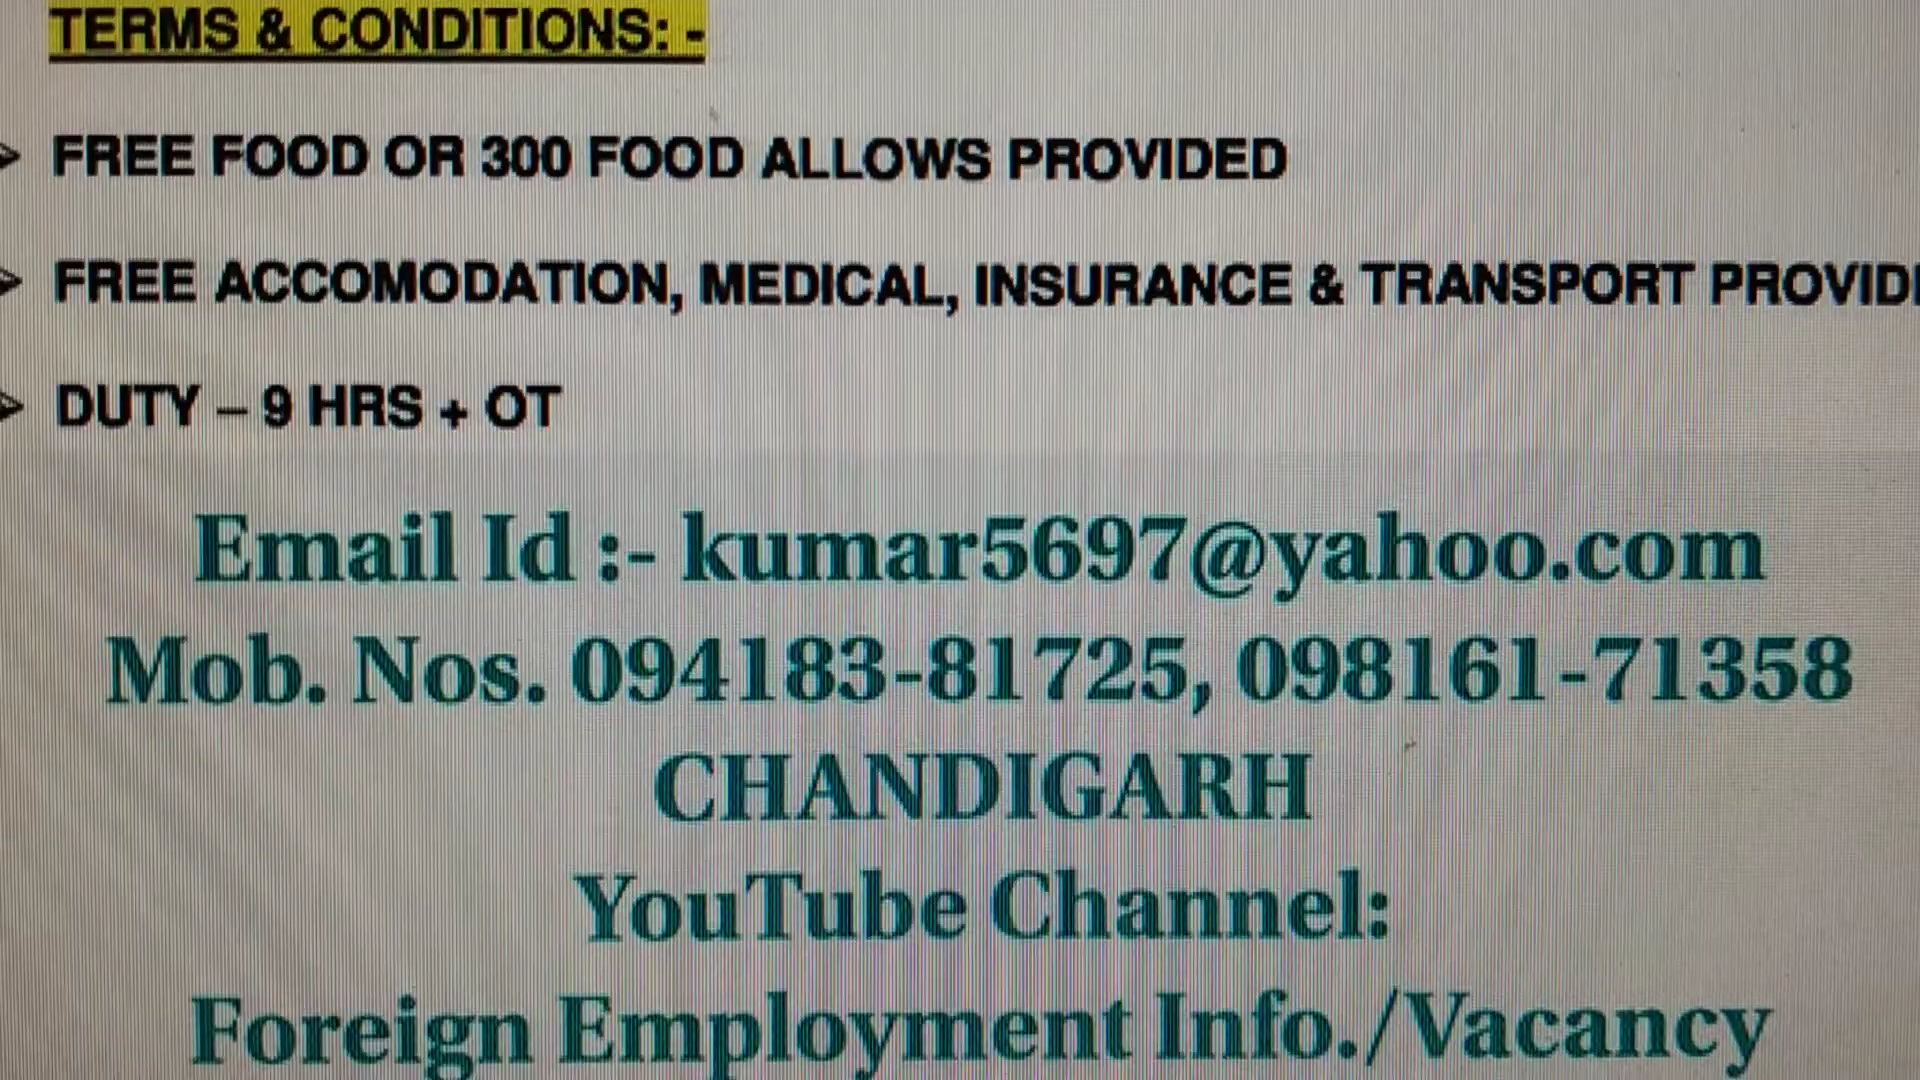 TERMS & CONDITIONS: -
FREE FOOD OR 300 FOOD ALLOWS PROVIDED
FREE ACCOMODATION, MEDICAL, INSURANCE & TRANSPORT
DUTY – 9 HRS + OT
Email Id :- kumar5697@yahoo.com
Mob. Nos. 094183-81725, 098161-71358
CHANDIGARH
YouTube Channel:
Foreign Employment Info./Vacancy